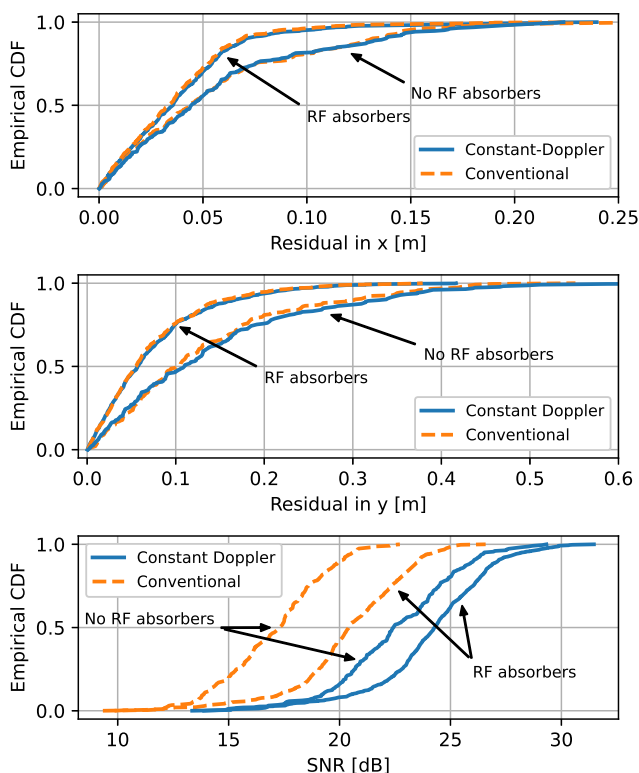 1.0
0.5
0.0
Empirical CDF
RF absorbers
No RF absorbers
Constant-Doppler
Conventional
0.00 0.05 0.10 0.15 0.20 0.25
Residual in x [m]
1.0
0.5
0.0
Empirical CDF
No RF absorbers
RF absorbers
Constant Doppler
Conventional
0.0 0.1 0.2 0.3 0.4 0.5 0.6
Residual in y [m]
1.0
0.5
0.0
Empirical CDF
Constant Doppler
Conventional
No RF absorbers
RF absorbers
10 15 20 25 30
SNR [dB]